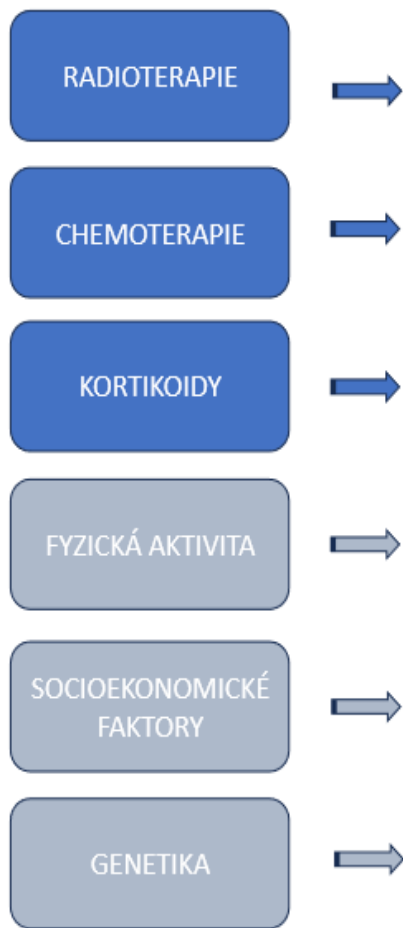 RADIOTERAPIE
CHEMOTERAPIE
KORTIKOIDY
FYZICKÁ AKTIVITA
SOCIOEKONOMICKÉ
FAKTORY
GENETIKA